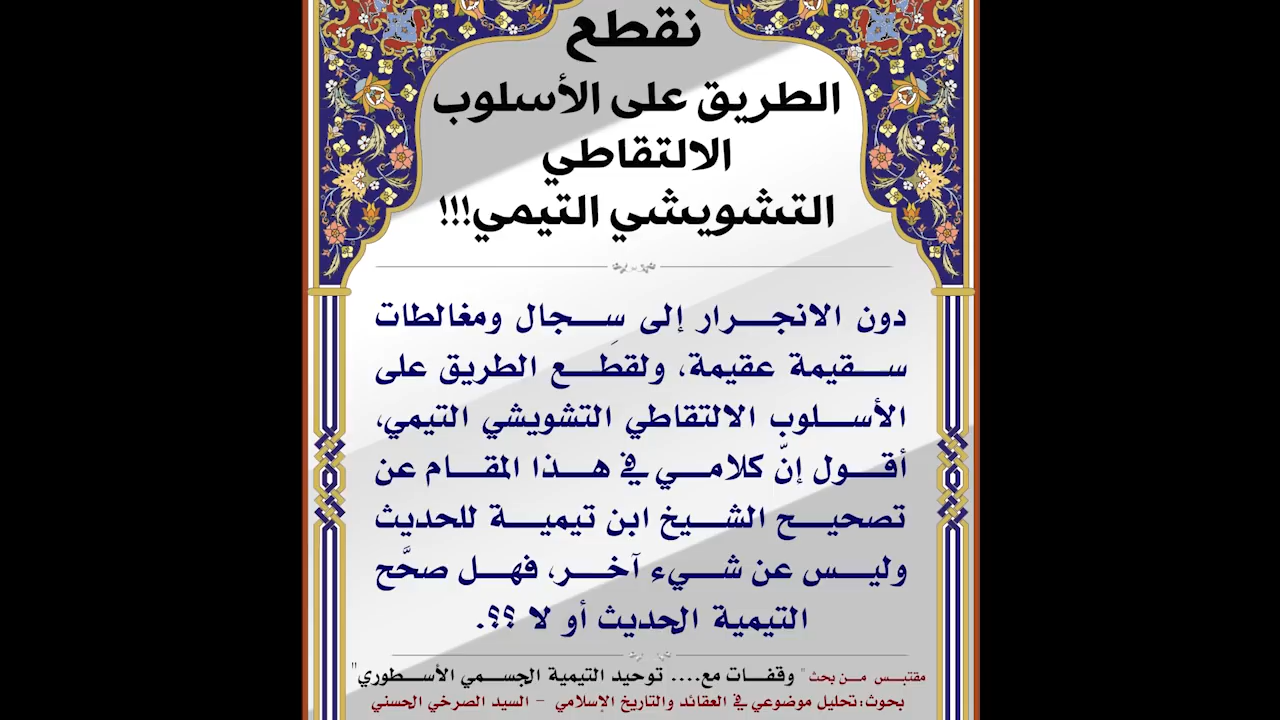 نقطع
الطريق على الأسلوب
الالتقاطي
التشويشي التيمي!!!
دون الانجرار إلى سِجال ومغالطات
سقيمة عقيمة، ولقطع الطريق على
الأسلوب الالتقاطي التشويشي التيمي،
أقول إنّ كلامي في هذا المقام عن
تصحيح الشيخ ابن تيمية للحديث
وليس عن شيء آخر، فهل صحَّح
التيمية الحديث أو لا ؟؟.
مقتبس من بحث " وقفات مع.... توحيد التيمية الجسمي الأسطوري"
بحوث: تحليل موضوعي في العقائد والتاريخ الإسلامي - السيد الصرخي الحسني